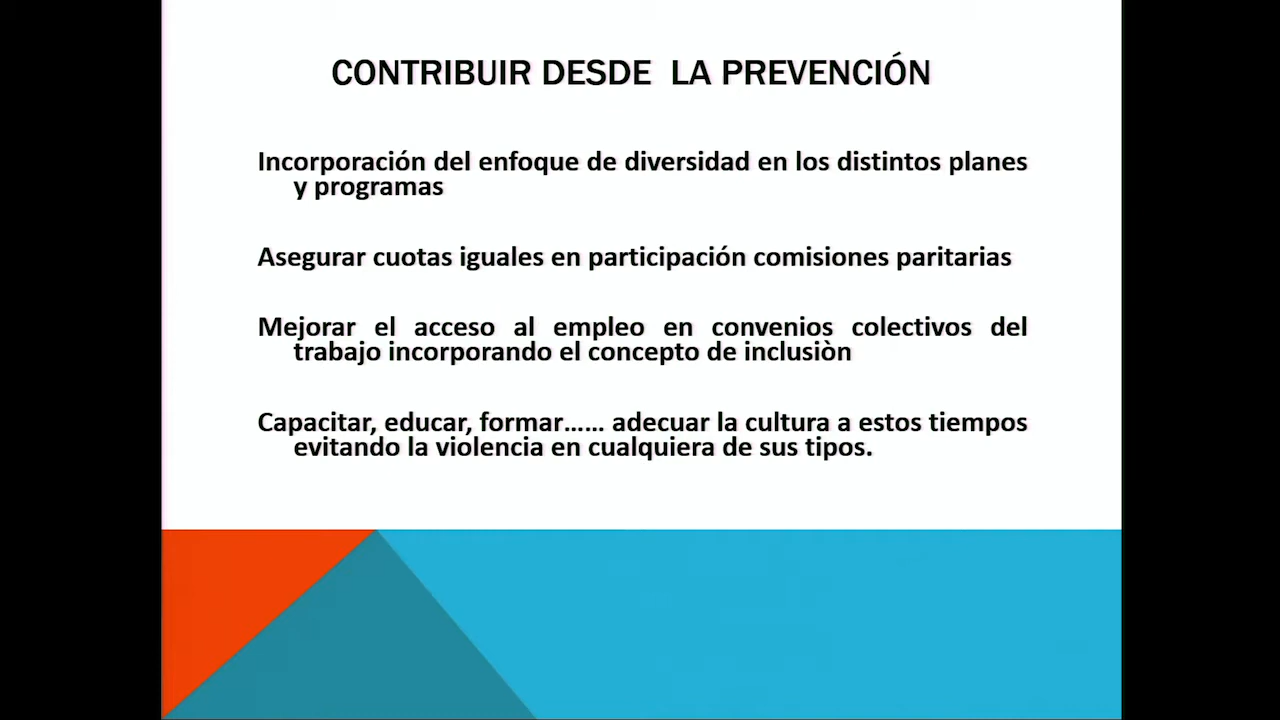 CONTRIBUIR DESDE  LA PREVENCIÓN
Incorporación del enfoque de diversidad en los distintos planes
y programas
Asegurar cuotas iguales en participación comisiones paritarias
Mejorar el acceso al empleo en convenios colectivos del
trabajo incorporando el concepto de inclusiòn
Capacitar, educar, formar…… adecuar la cultura a estos tiempos
evitando la violencia en cualquiera de sus tipos.